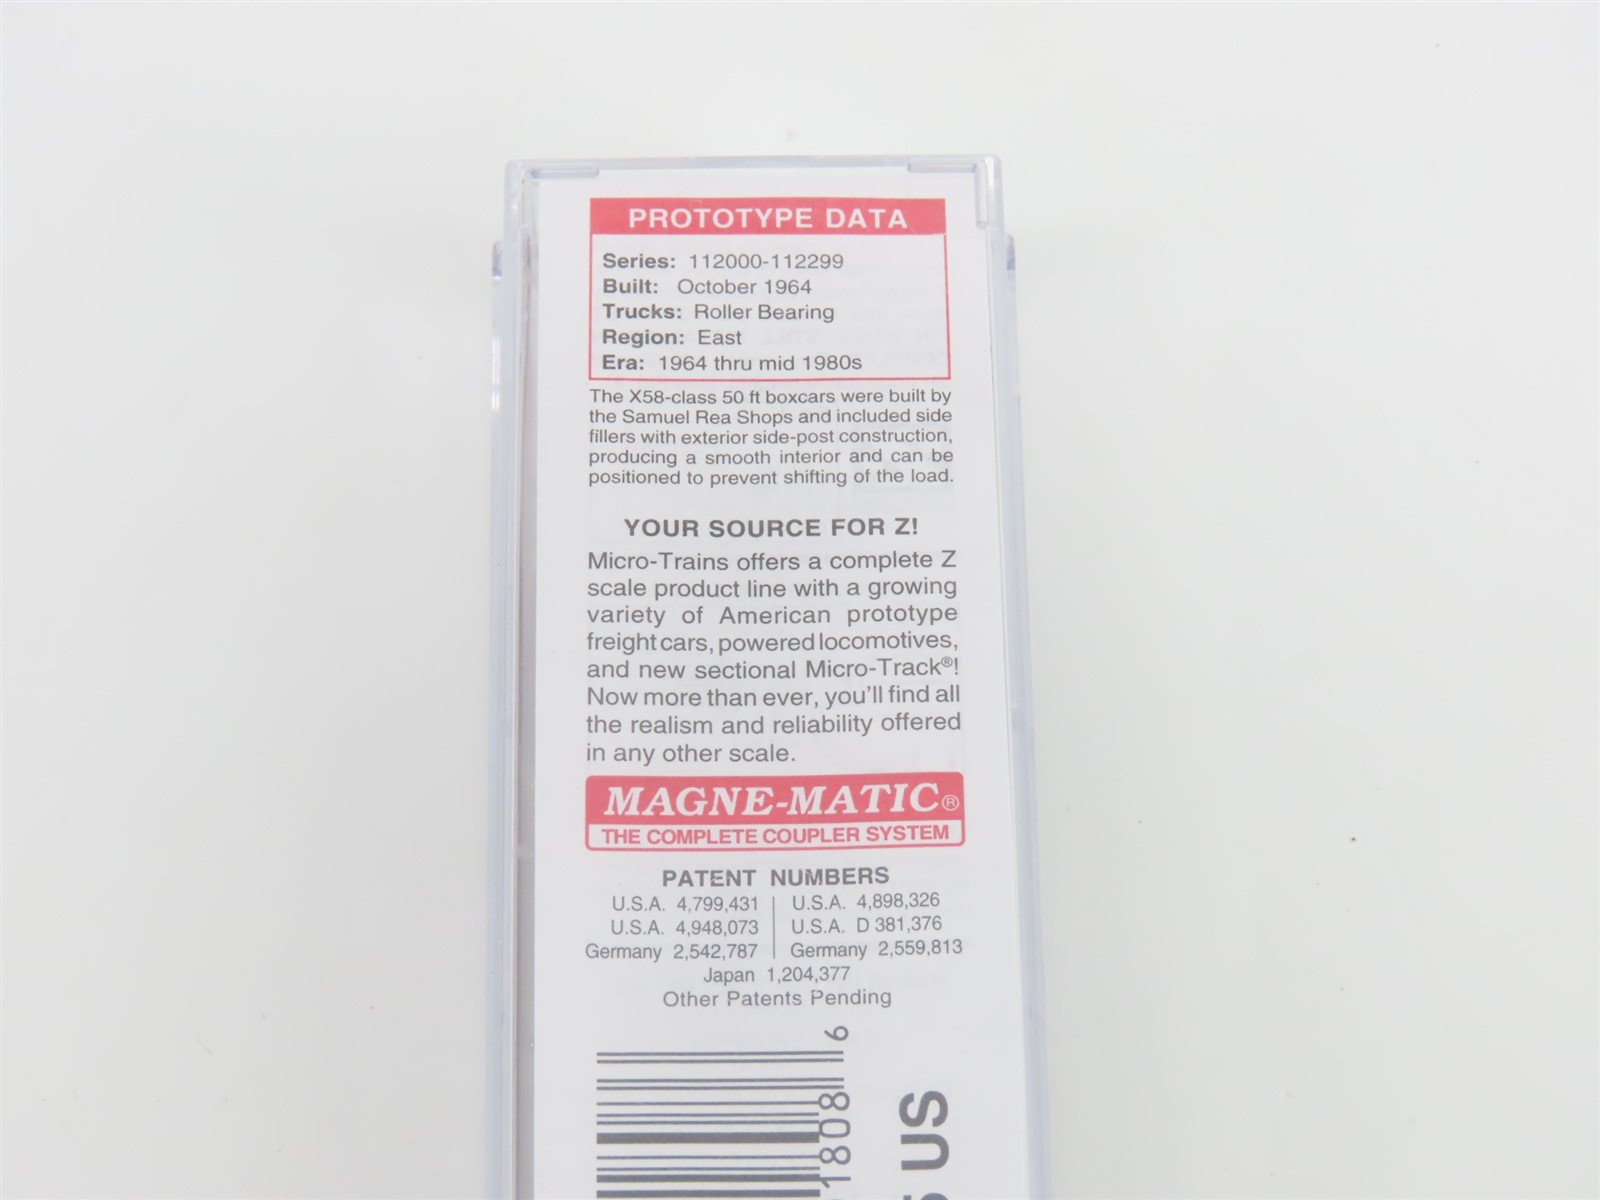 PROTOTYPE DATA
Series: 112000-112299
Built: October 1964
Trucks: Roller Bearing
Region: East
Era: 1964 thru mid 1980s
The X58-class 50 ft boxcars were built by
the Samuel Rea Shops and included side
fillers with exterior side-post construction,
producing a smooth interior and can be
positioned to prevent shifting of the load.
YOUR SOURCE FOR Z!
Micro-Trains offers a complete Z
scale product line with a growing
variety of American prototype
freight cars, powered locomotives,
and new sectional Micro-Track®!
Now more than ever, you'll find all
the realism and reliability offered
in any other scale.
MAGNE-MATIC®
THE COMPLETE COUPLER SYSTEM
PATENT NUMBERS
U.S.A. 4,799,431 | U.S.A. 4,898,326
U.S.A. 4,948,073 | U.S.A. D 381,376
Germany 2,542,787 | Germany 2,559,813
Japan 1,204,377
Other Patents Pending
1808 6
US